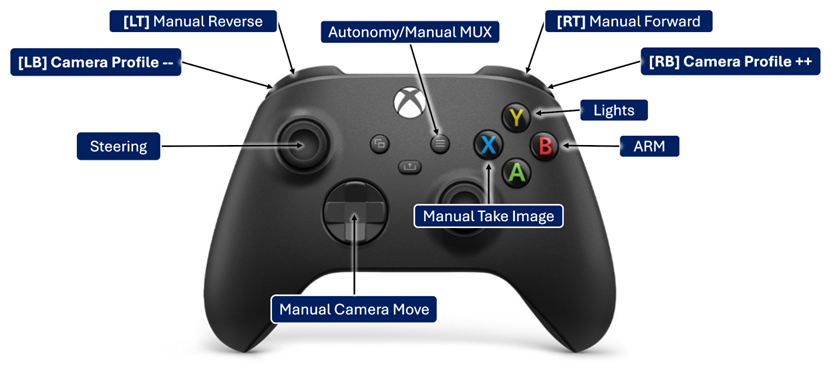 [LT] Manual Reverse
[RT] Manual Forward
Autonomy/Manual MUX
[LB] Camera Profile --
[RB] Camera Profile ++
Lights
Y
Steering
X
B
ARM
A
Manual Take Image
Manual Camera Move